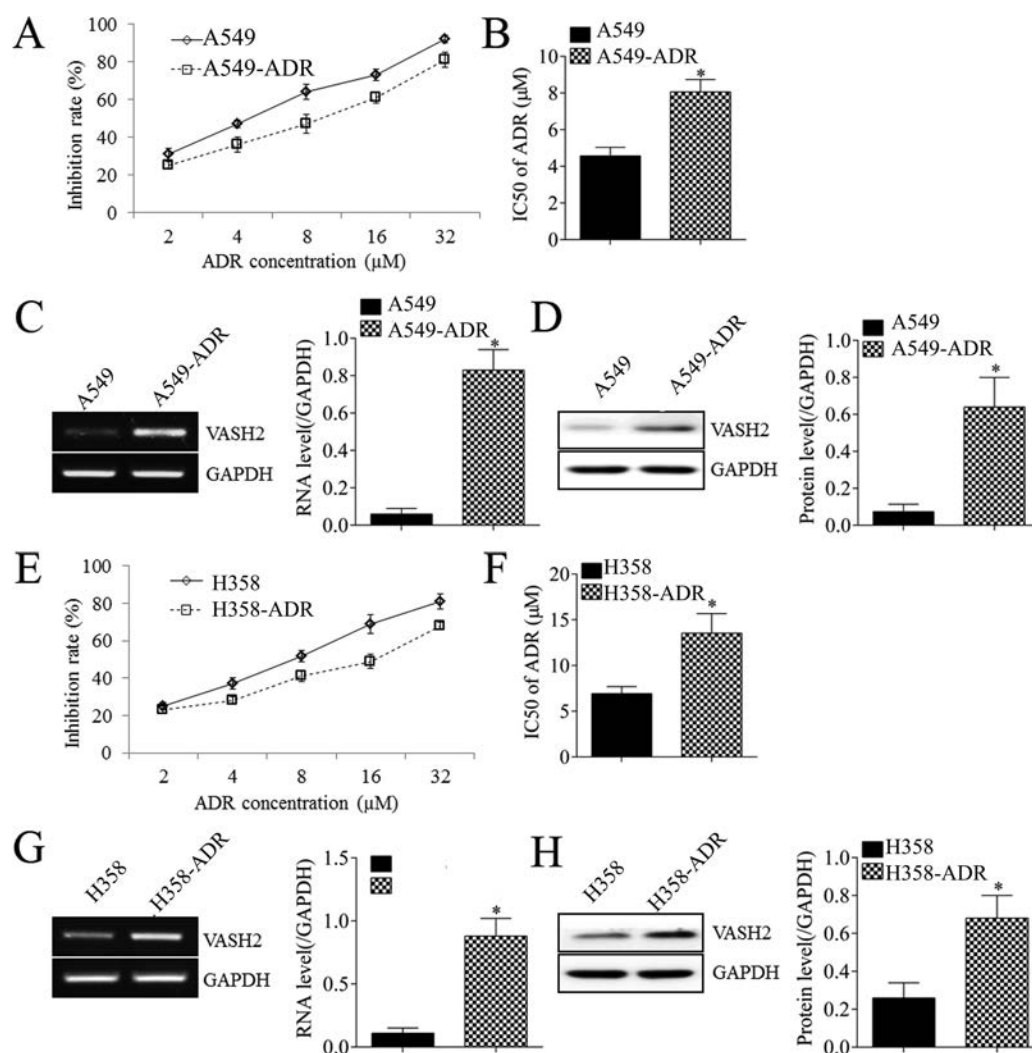 A
Inhibition rate (%)
100
80
60
40
20
0
A549
A549-ADR
2 4 8 16 32
ADR concentration (μM)
B
A549
A549-ADR
IC50 of ADR (μM)
8
6
4
2
0
*
C
A549 A549-ADR
VASH2
GAPDH
A549
A549-ADR
RNA level(/GAPDH)
1.0
0.8
0.6
0.4
0.2
0.0
*
D
A549 A549-ADR
VASH2
GAPDH
A549
A549-ADR
Protein level(/GAPDH)
1.0
0.8
0.6
0.4
0.2
0.0
*
E
Inhibition rate (%)
100
80
60
40
20
0
H358
H358-ADR
2 4 8 16 32
ADR concentration (μM)
F
H358
H358-ADR
IC50 of ADR (μM)
20
15
10
5
0
*
G
H358 H358-ADR
VASH2
GAPDH
RNA level(/GAPDH)
1.5
1.0
0.5
0.0
*
H
H358 H358-ADR
VASH2
GAPDH
H358
H358-ADR
Protein level(/GAPDH)
1.0
0.8
0.6
0.4
0.2
0.0
*